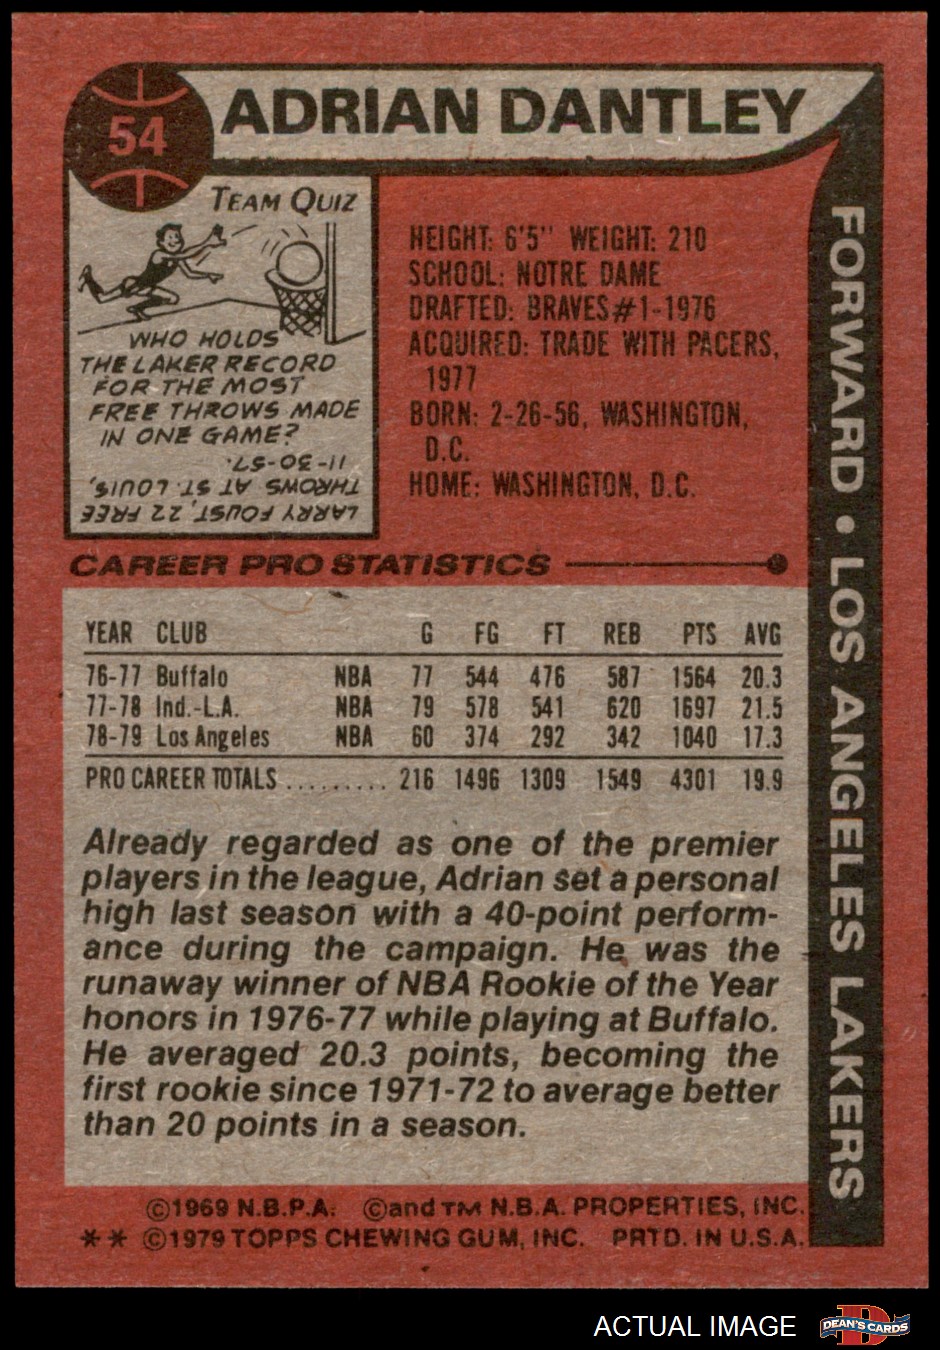 54
ADRIAN DANTLEY
TEAM QUIZ
WHO HOLDS
THE LAKER RECORD
FOR THE MOST
FREE THROWS MADE
IN ONE GAME?
LARRY FOUST, 22 FREE
THROWS AT ST. LOUIS,
11-30-57.
HEIGHT: 6'5" WEIGHT: 210
SCHOOL: NOTRE DAME
DRAFTED: BRAVES#1-1976
ACQUIRED: TRADE WITH PACERS,
1977
BORN: 2-26-56, WASHINGTON,
D.C.
HOME: WASHINGTON, D.C.
FORWARD • LOS ANGELES LAKERS
CAREER PRO STATISTICS
YEAR CLUB G FG FT REB PTS AVG
76-77 Buffalo NBA 77 544 476 587 1564 20.3
77-78 Ind.-L.A. NBA 79 578 541 620 1697 21.5
78-79 Los Angeles NBA 60 374 292 342 1040 17.3
PRO CAREER TOTALS ......... 216 1496 1309 1549 4301 19.9
Already regarded as one of the premier
players in the league, Adrian set a personal
high last season with a 40-point perform-
ance during the campaign. He was the
runaway winner of NBA Rookie of the Year
honors in 1976-77 while playing at Buffalo.
He averaged 20.3 points, becoming the
first rookie since 1971-72 to average better
than 20 points in a season.
©1969 N.B.P.A. ©and TM N.B.A. PROPERTIES, INC.
** ©1979 TOPPS CHEWING GUM, INC. PRTD. IN U.S.A.
ACTUAL IMAGE
D
DEAN'S CARDS